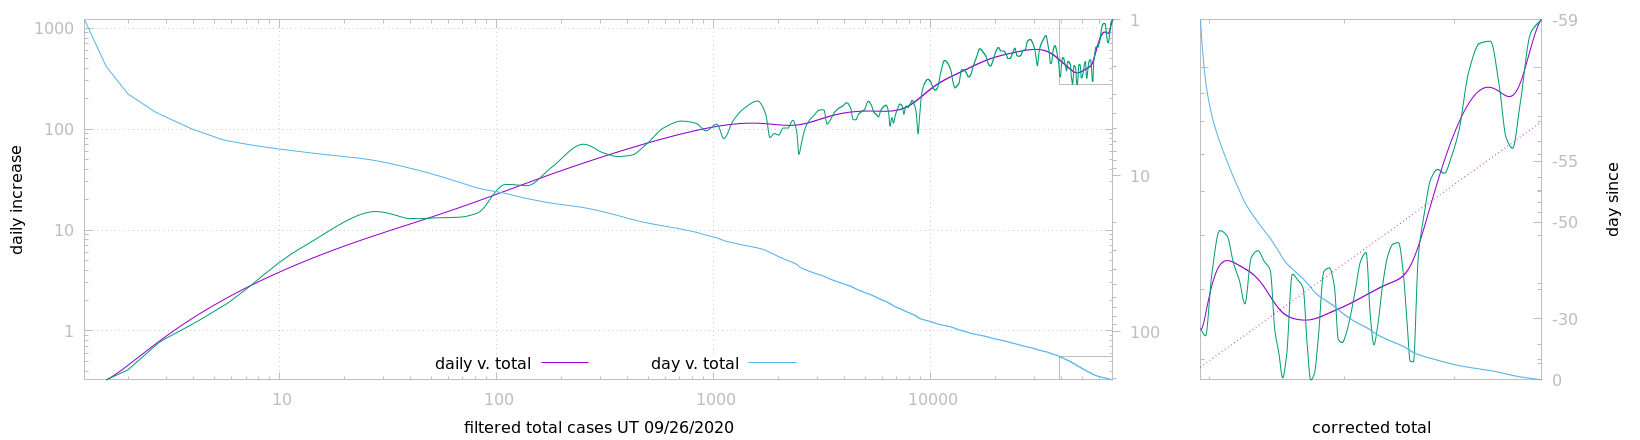 1000
100
10
1
daily increase
1
10
100
-59
-55
-50
-30
0
day since
daily v. total
day v. total
10
100
1000
10000
filtered total cases UT 09/26/2020
corrected total